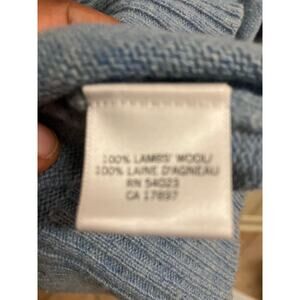 100% LAMBS' WOOL/
100% LAINE D'AGNEAU
RN 54023
CA 17897